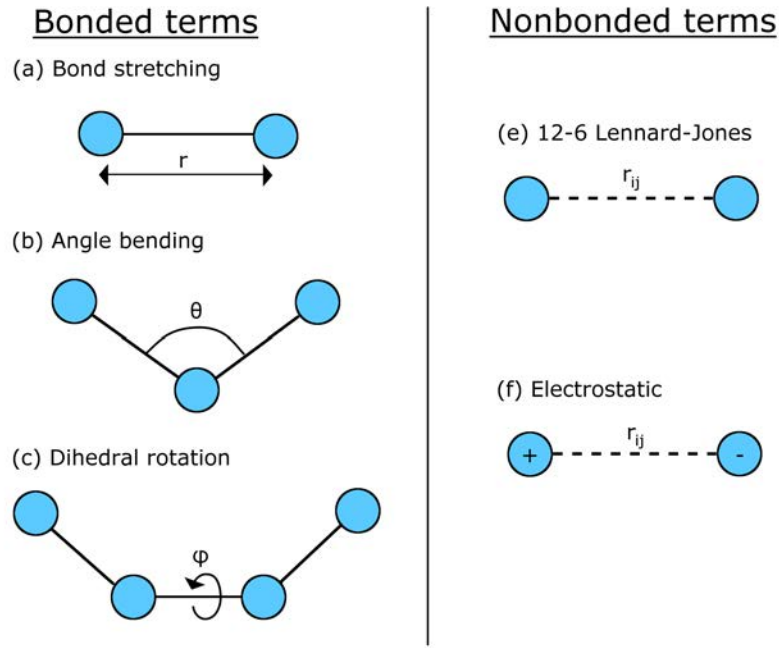 Bonded terms
(a) Bond stretching
r
(b) Angle bending
θ
(c) Dihedral rotation
φ
Nonbonded terms
(e) 12-6 Lennard-Jones
rij
(f) Electrostatic
rij
+
-